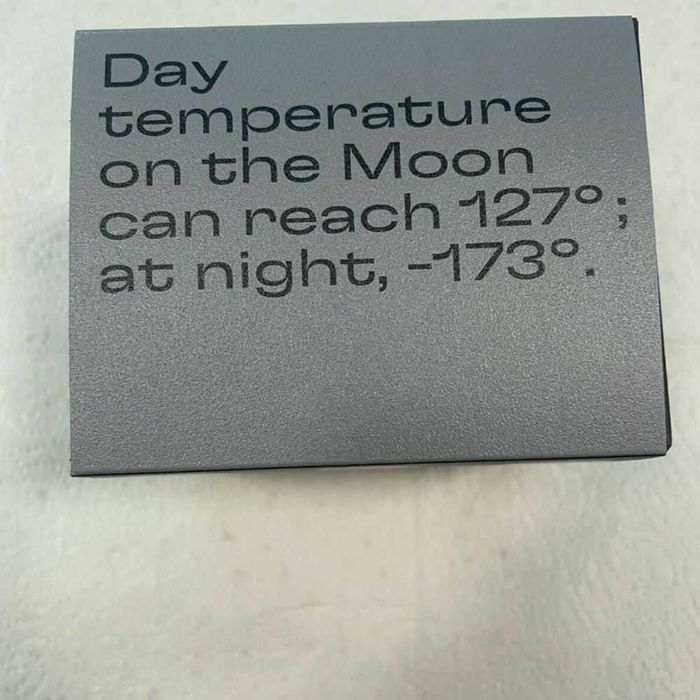 Day
temperature
on the Moon
can reach 127°;
at night, -173°.